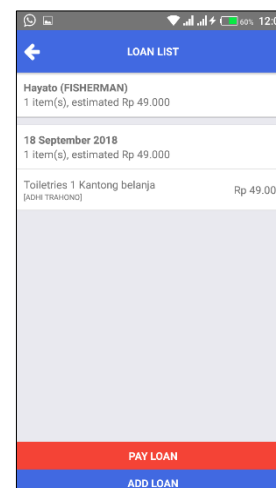 60% 12:0
LOAN LIST
Hayato (FISHERMAN)
1 item(s), estimated Rp 49.000
18 September 2018
1 item(s), estimated Rp 49.000
Toiletries 1 Kantong belanja
Rp 49.00
[ADHI TRAHONO]
PAY LOAN
ADD LOAN